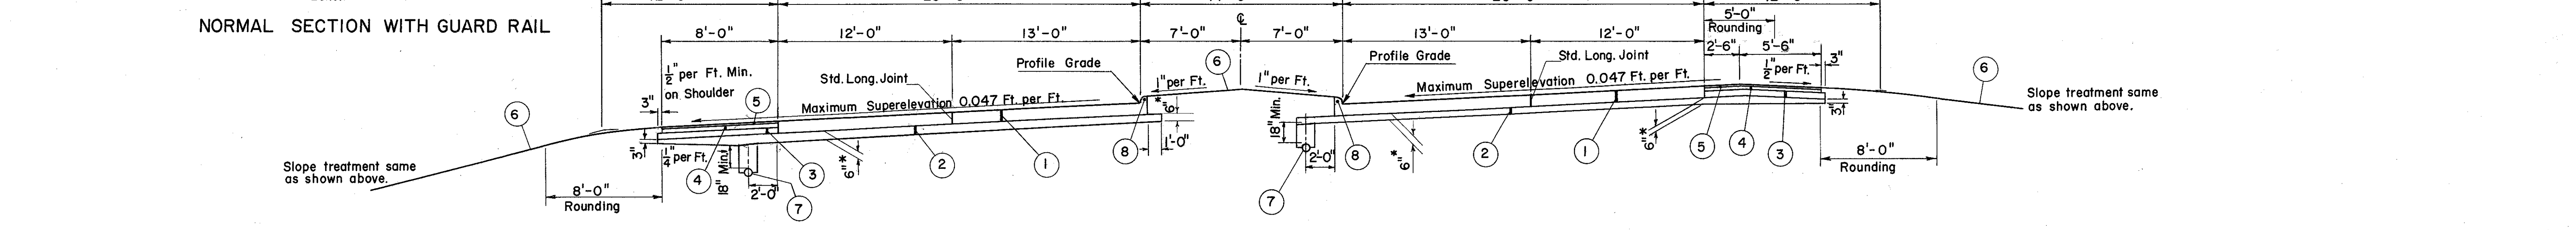 NORMAL SECTION WITH GUARD RAIL
8'-0"
12'-0"
13'-0"
7'-0"
℄
7'-0"
13'-0"
12'-0"
5'-0"
Rounding
2'-6"
5'-6"
3"
1/2" per Ft. Min.
on Shoulder
Std. Long. Joint
Profile Grade
1" per Ft.
6
1" per Ft.
Profile Grade
Std. Long. Joint
1/2" per Ft.
6
Maximum Superelevation 0.047 Ft. per Ft.
Maximum Superelevation 0.047 Ft. per Ft.
Slope treatment same
as shown above.
3"
5
6
6"*
18" Min.
6"*
3"
3"
1/4" per Ft.
4
18" Min.
3
6"*
2
1
8
1'-0"
2'-0"
8
6"*
2
1
5
4
3
8'-0"
Rounding
Slope treatment same
as shown above.
8'-0"
Rounding
2'-0"
7
7